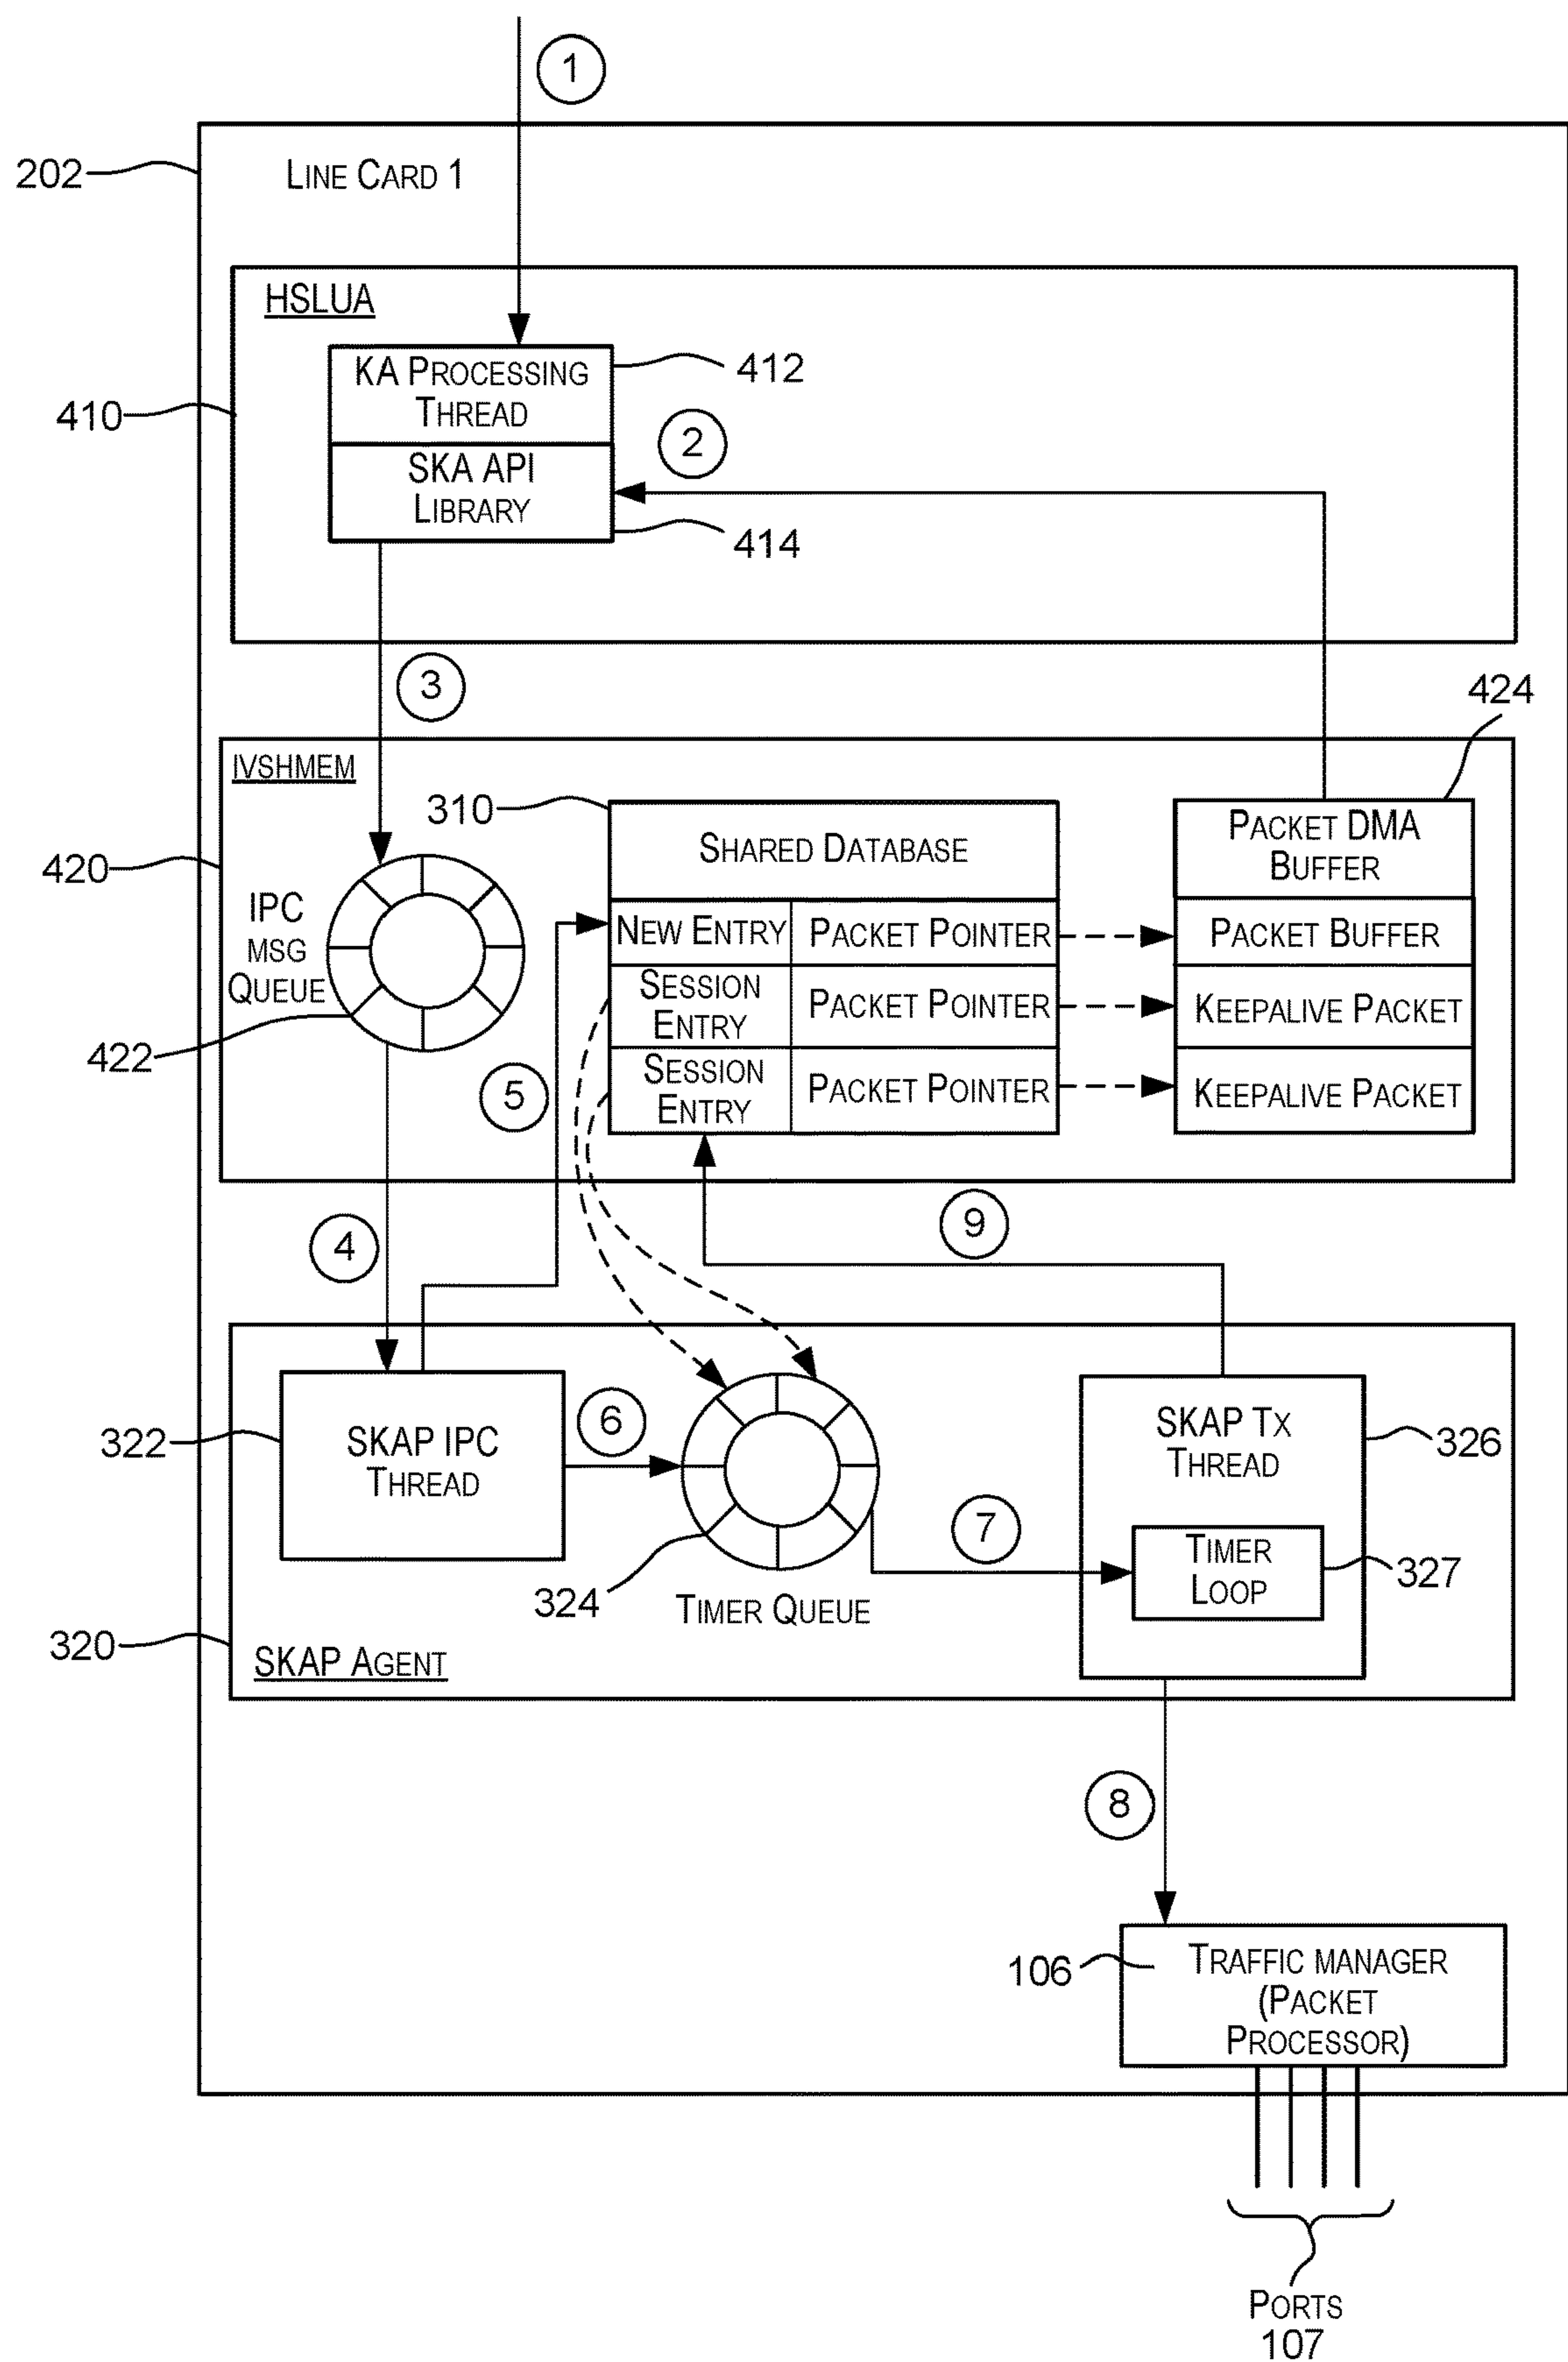 1
202
LINE CARD 1
HSLUA
KA PROCESSING
THREAD
412
410
2
SKA API
LIBRARY
414
3
424
IVSHMEM
310
SHARED DATABASE
PACKET DMA
BUFFER
420
IPC
MSG
QUEUE
422
NEW ENTRY
PACKET POINTER
PACKET BUFFER
SESSION
ENTRY
PACKET POINTER
KEEPALIVE PACKET
SESSION
ENTRY
PACKET POINTER
KEEPALIVE PACKET
5
4
9
322
SKAP IPC
THREAD
6
SKAP TX
THREAD
326
7
TIMER
LOOP
327
324
TIMER QUEUE
320
SKAP AGENT
8
106
TRAFFIC MANAGER
(PACKET
PROCESSOR)
PORTS
107